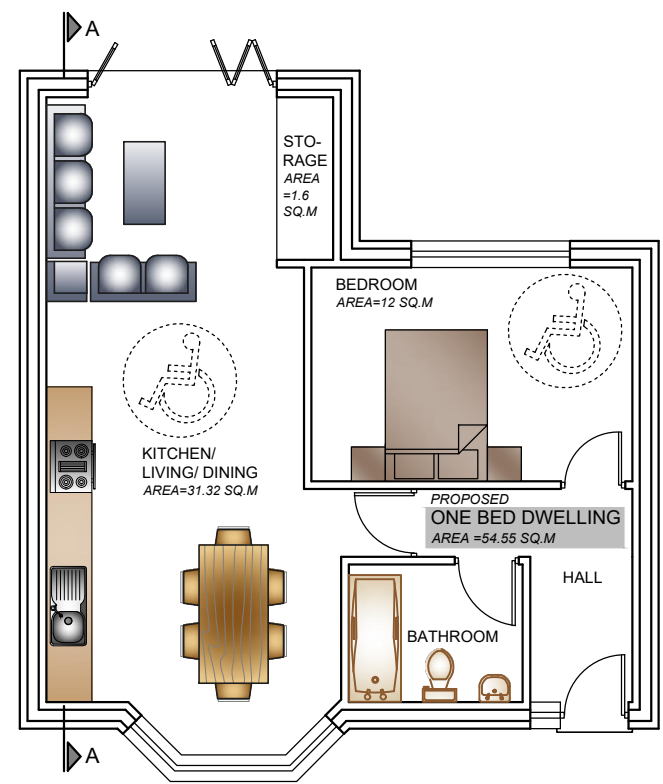 A
STO-
RAGE
AREA
=1.6
SQ.M
BEDROOM
AREA=12 SQ.M
KITCHEN/
LIVING/ DINING
AREA=31.32 SQ.M
PROPOSED
ONE BED DWELLING
AREA =54.55 SQ.M
HALL
BATHROOM
A